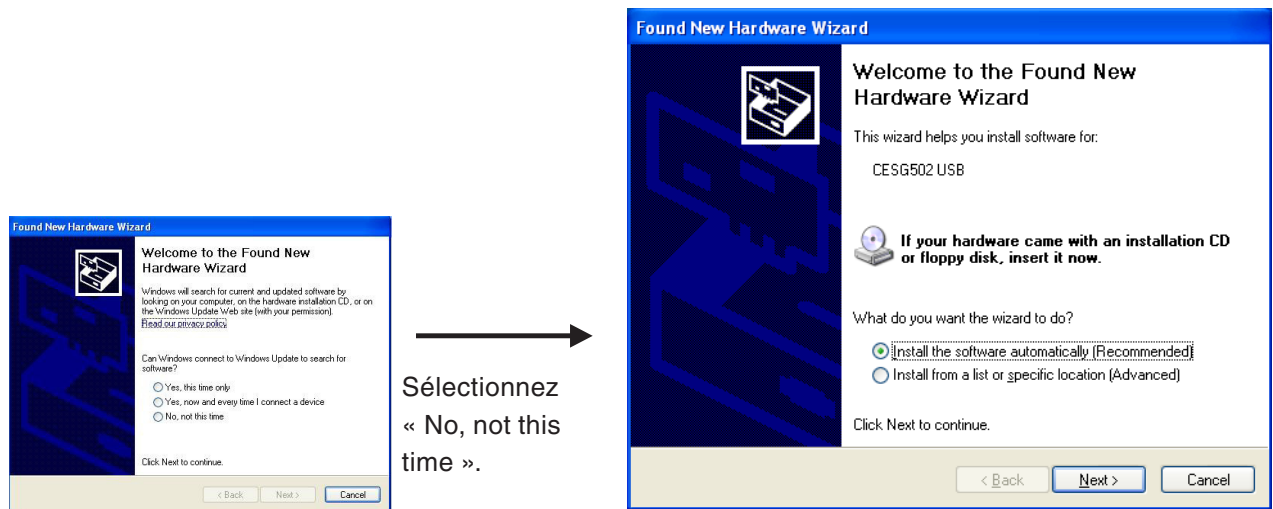 Found New Hardware Wizard
Welcome to the Found New
Hardware Wizard
Windows will search for current and updated software by
looking on your computer, on the hardware installation CD, or on
the Windows Update Web site (with your permission).
Read our privacy policy
Can Windows connect to Windows Update to search for
software?
Yes, this time only
Yes, now and every time I connect a device
No, not this time
Click Next to continue.
< Back
Next >
Cancel
Sélectionnez
« No, not this
time ».
Found New Hardware Wizard
Welcome to the Found New
Hardware Wizard
This wizard helps you install software for:
CESG502 USB
If your hardware came with an installation CD
or floppy disk, insert it now.
What do you want the wizard to do?
Install the software automatically (Recommended)
Install from a list or specific location (Advanced)
Click Next to continue.
< Back
Next >
Cancel